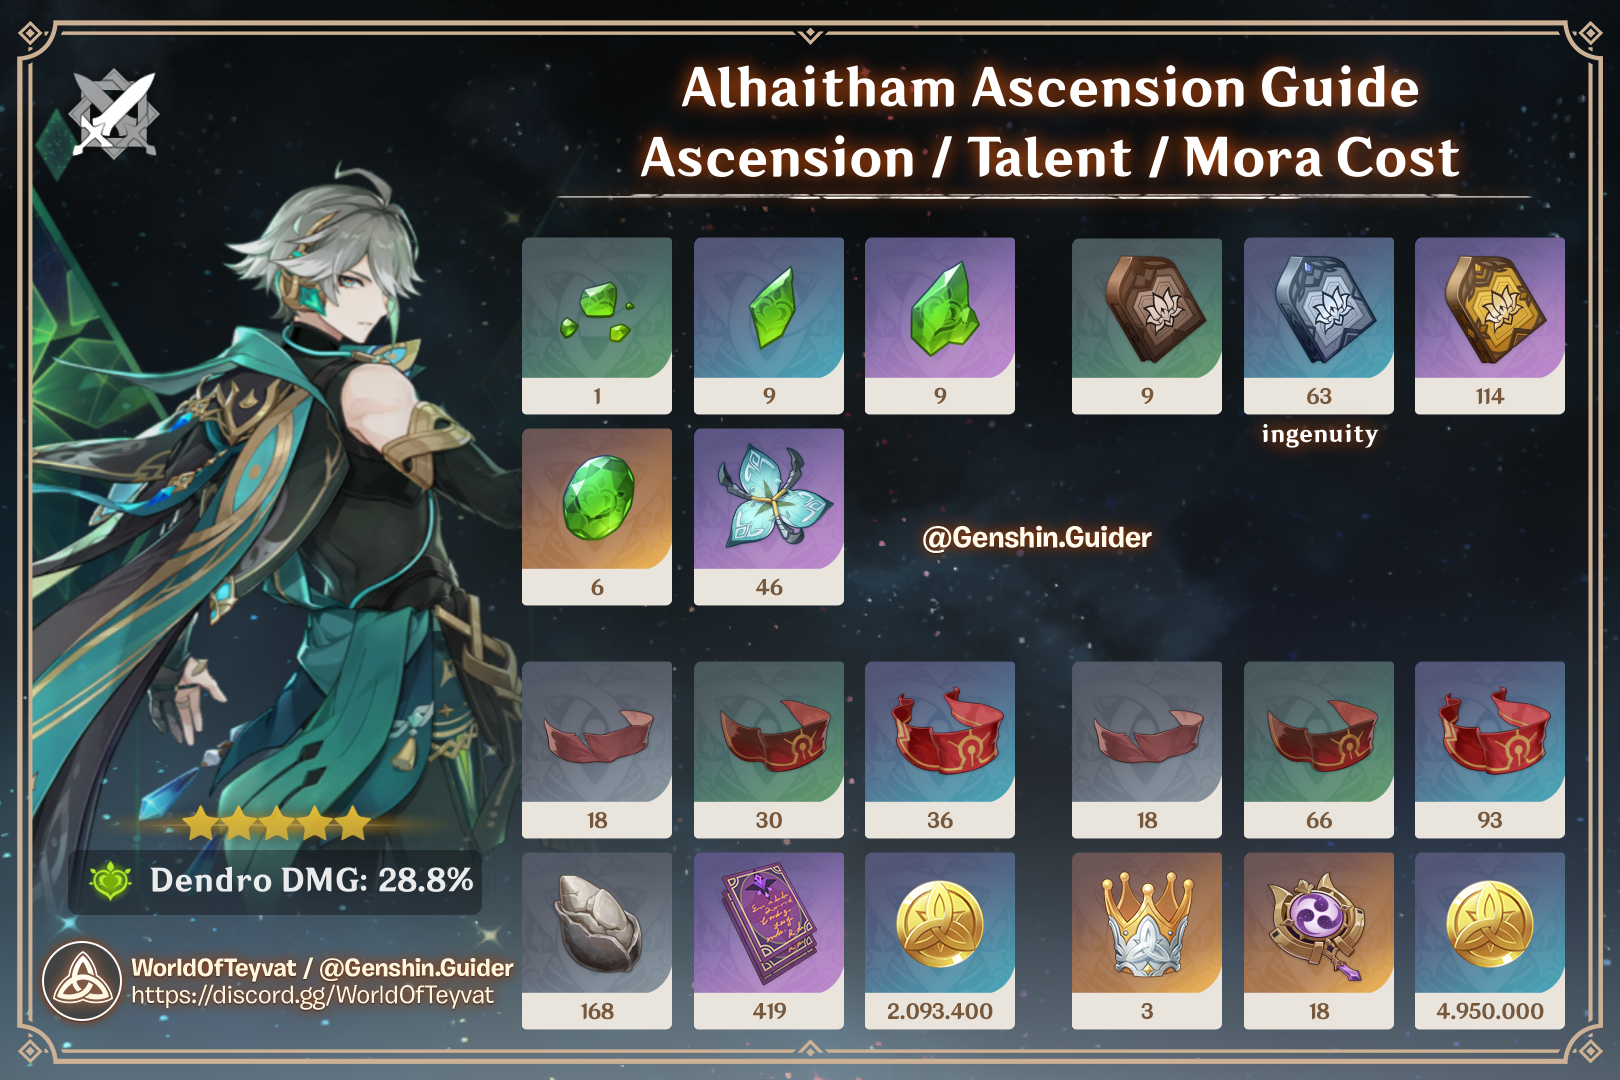 Alhaitham Ascension Guide
Ascension / Talent / Mora Cost
1
9
9
9
63
114
ingenuity
6
46
@Genshin.Guider
18
30
36
18
66
93
168
419
2.093.400
3
18
4.950.000
Dendro DMG: 28.8%
WorldOfTeyvat / @Genshin.Guider
https://discord.gg/WorldOfTeyvat